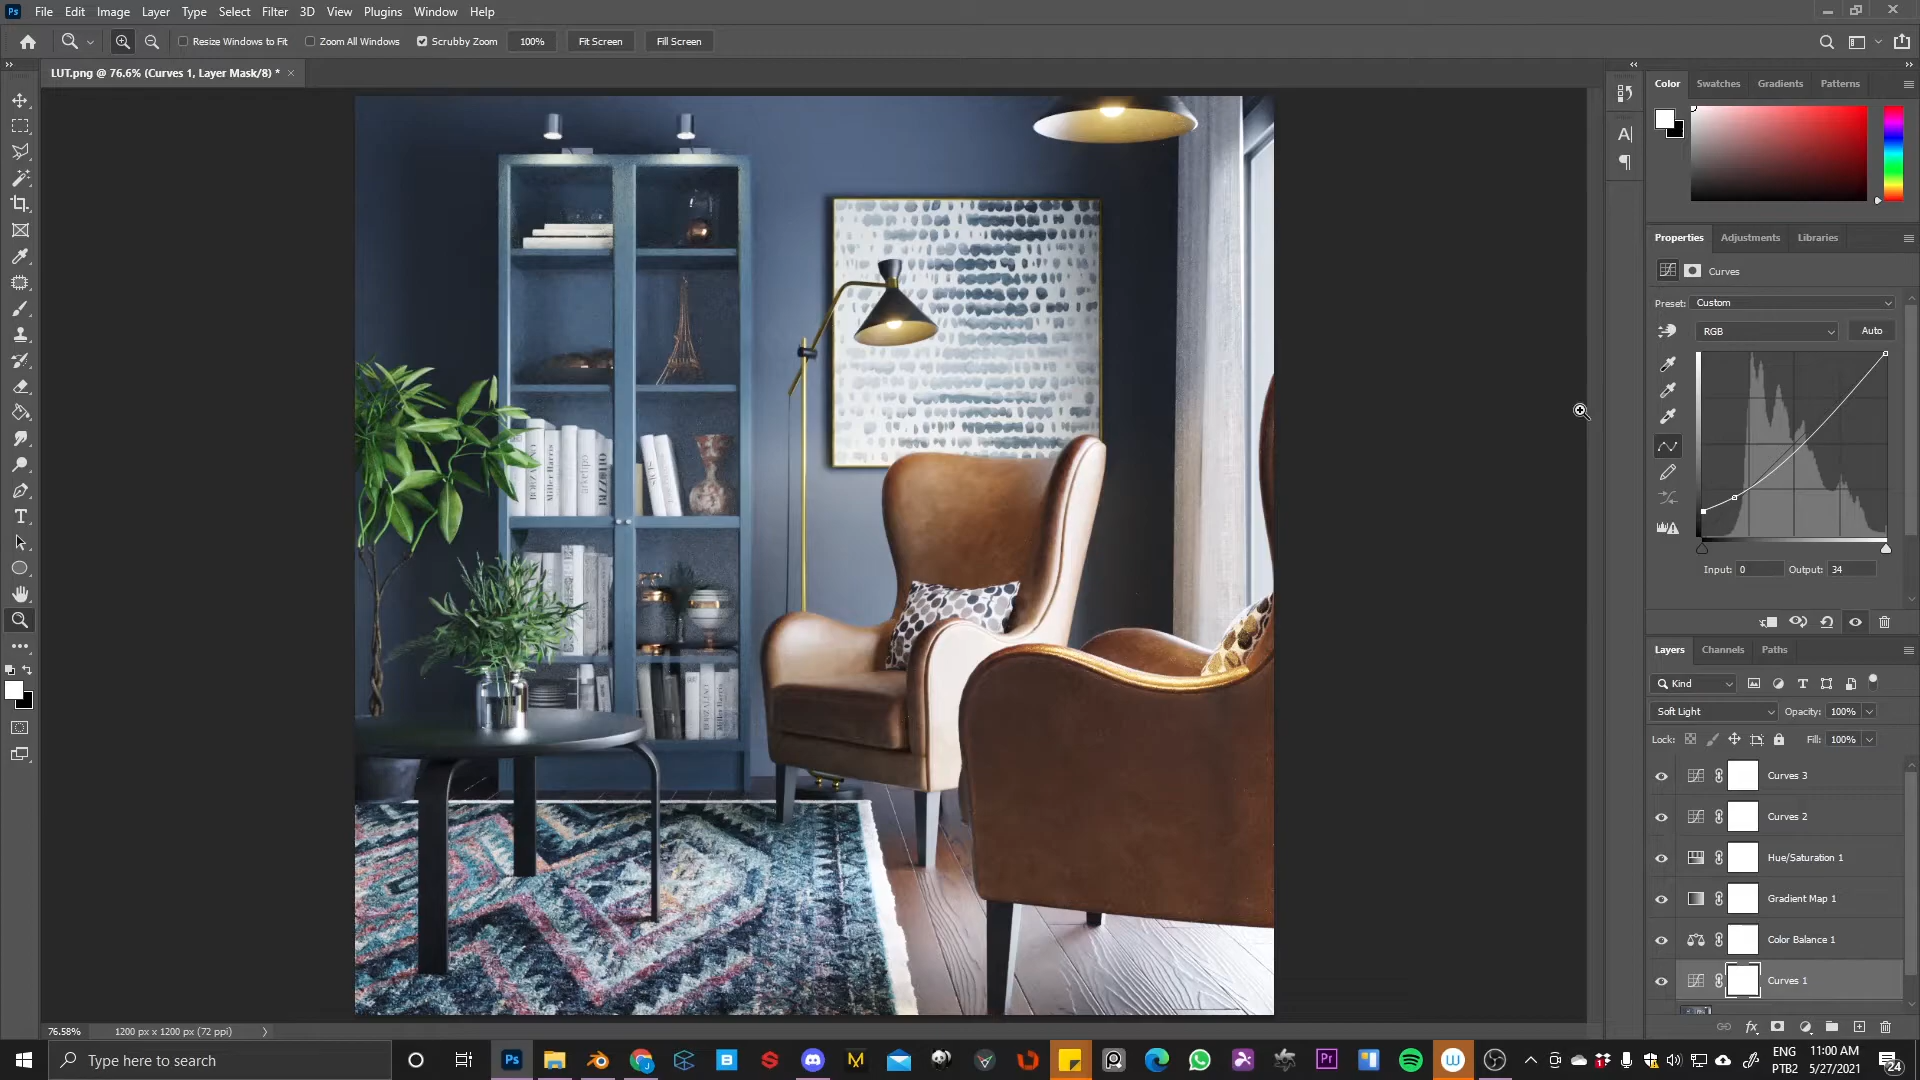 Ps File Edit Image Layer Type Select Filter 3D View Plugins Window Help
Resize Windows to Fit Zoom All Windows Scrubby Zoom 100% Fit Screen Fill Screen
LUT.png @ 76.6% (Curves 1, Layer Mask/8) *
Color Swatches Gradients Patterns
Properties Adjustments Libraries
Curves
Preset: Custom
RGB Auto
Input: 0 Output: 34
Layers Channels Paths
Kind
Soft Light Opacity: 100%
Lock: Fill: 100%
Curves 3
Curves 2
Hue/Saturation 1
Gradient Map 1
Color Balance 1
Curves 1
76.58% 1200 px x 1200 px (72 ppi)
Type here to search
ENG 11:00 AM
PTB2 5/27/2021
24